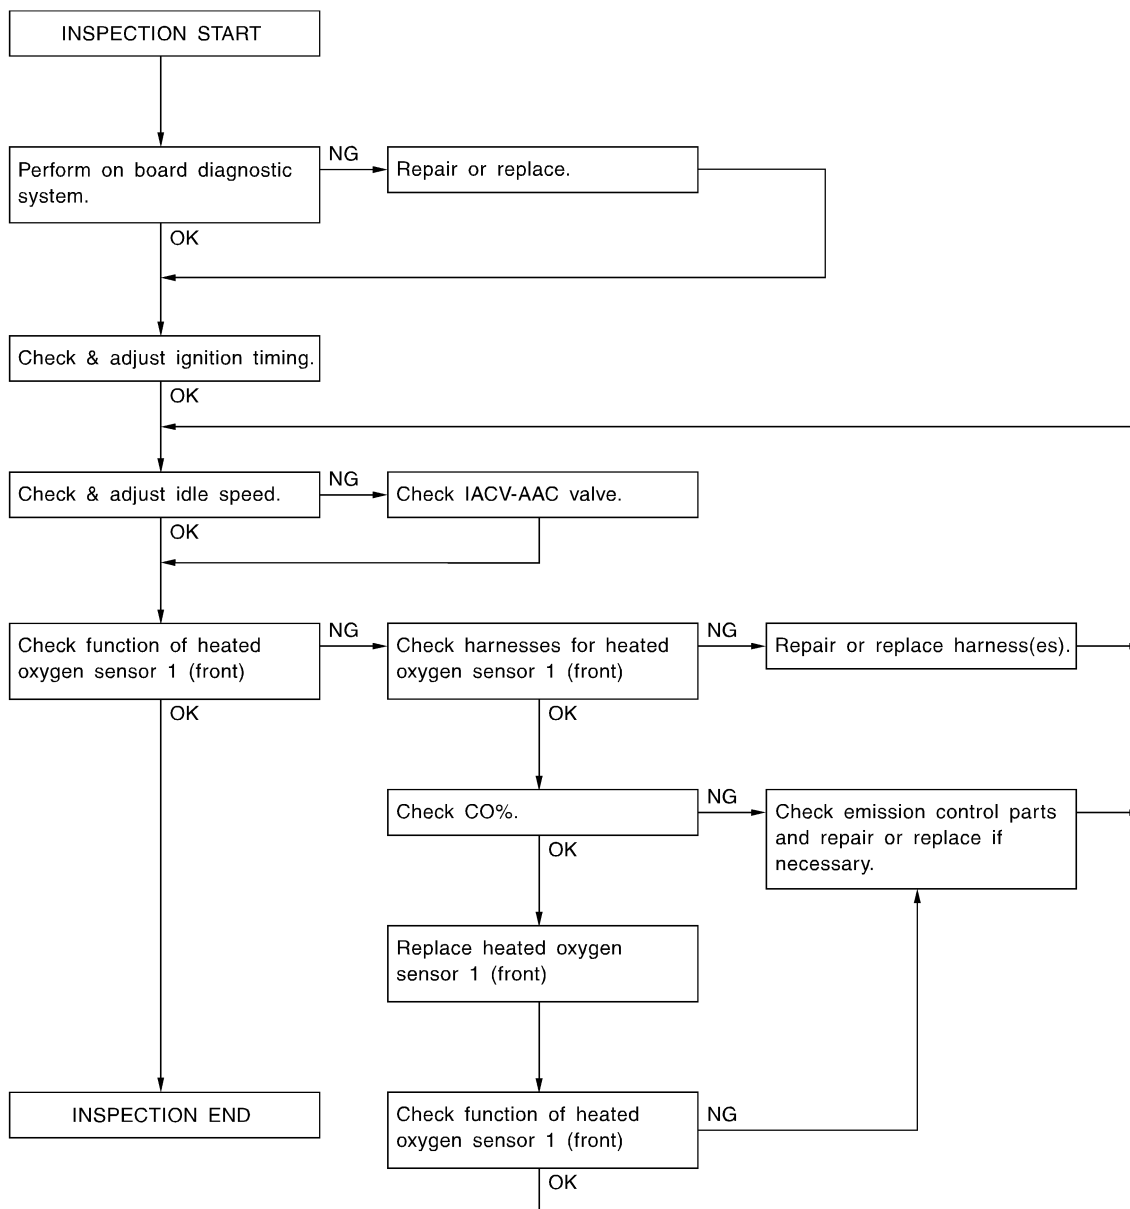 INSPECTION START
Perform on board diagnostic
system.
NG
Repair or replace.
OK
Check & adjust ignition timing.
OK
Check & adjust idle speed.
NG
Check IACV-AAC valve.
OK
Check function of heated
oxygen sensor 1 (front)
NG
Check harnesses for heated
oxygen sensor 1 (front)
NG
Repair or replace harness(es).
OK
OK
Check CO%.
NG
Check emission control parts
and repair or replace if
necessary.
OK
Replace heated oxygen
sensor 1 (front)
INSPECTION END
Check function of heated
oxygen sensor 1 (front)
NG
OK